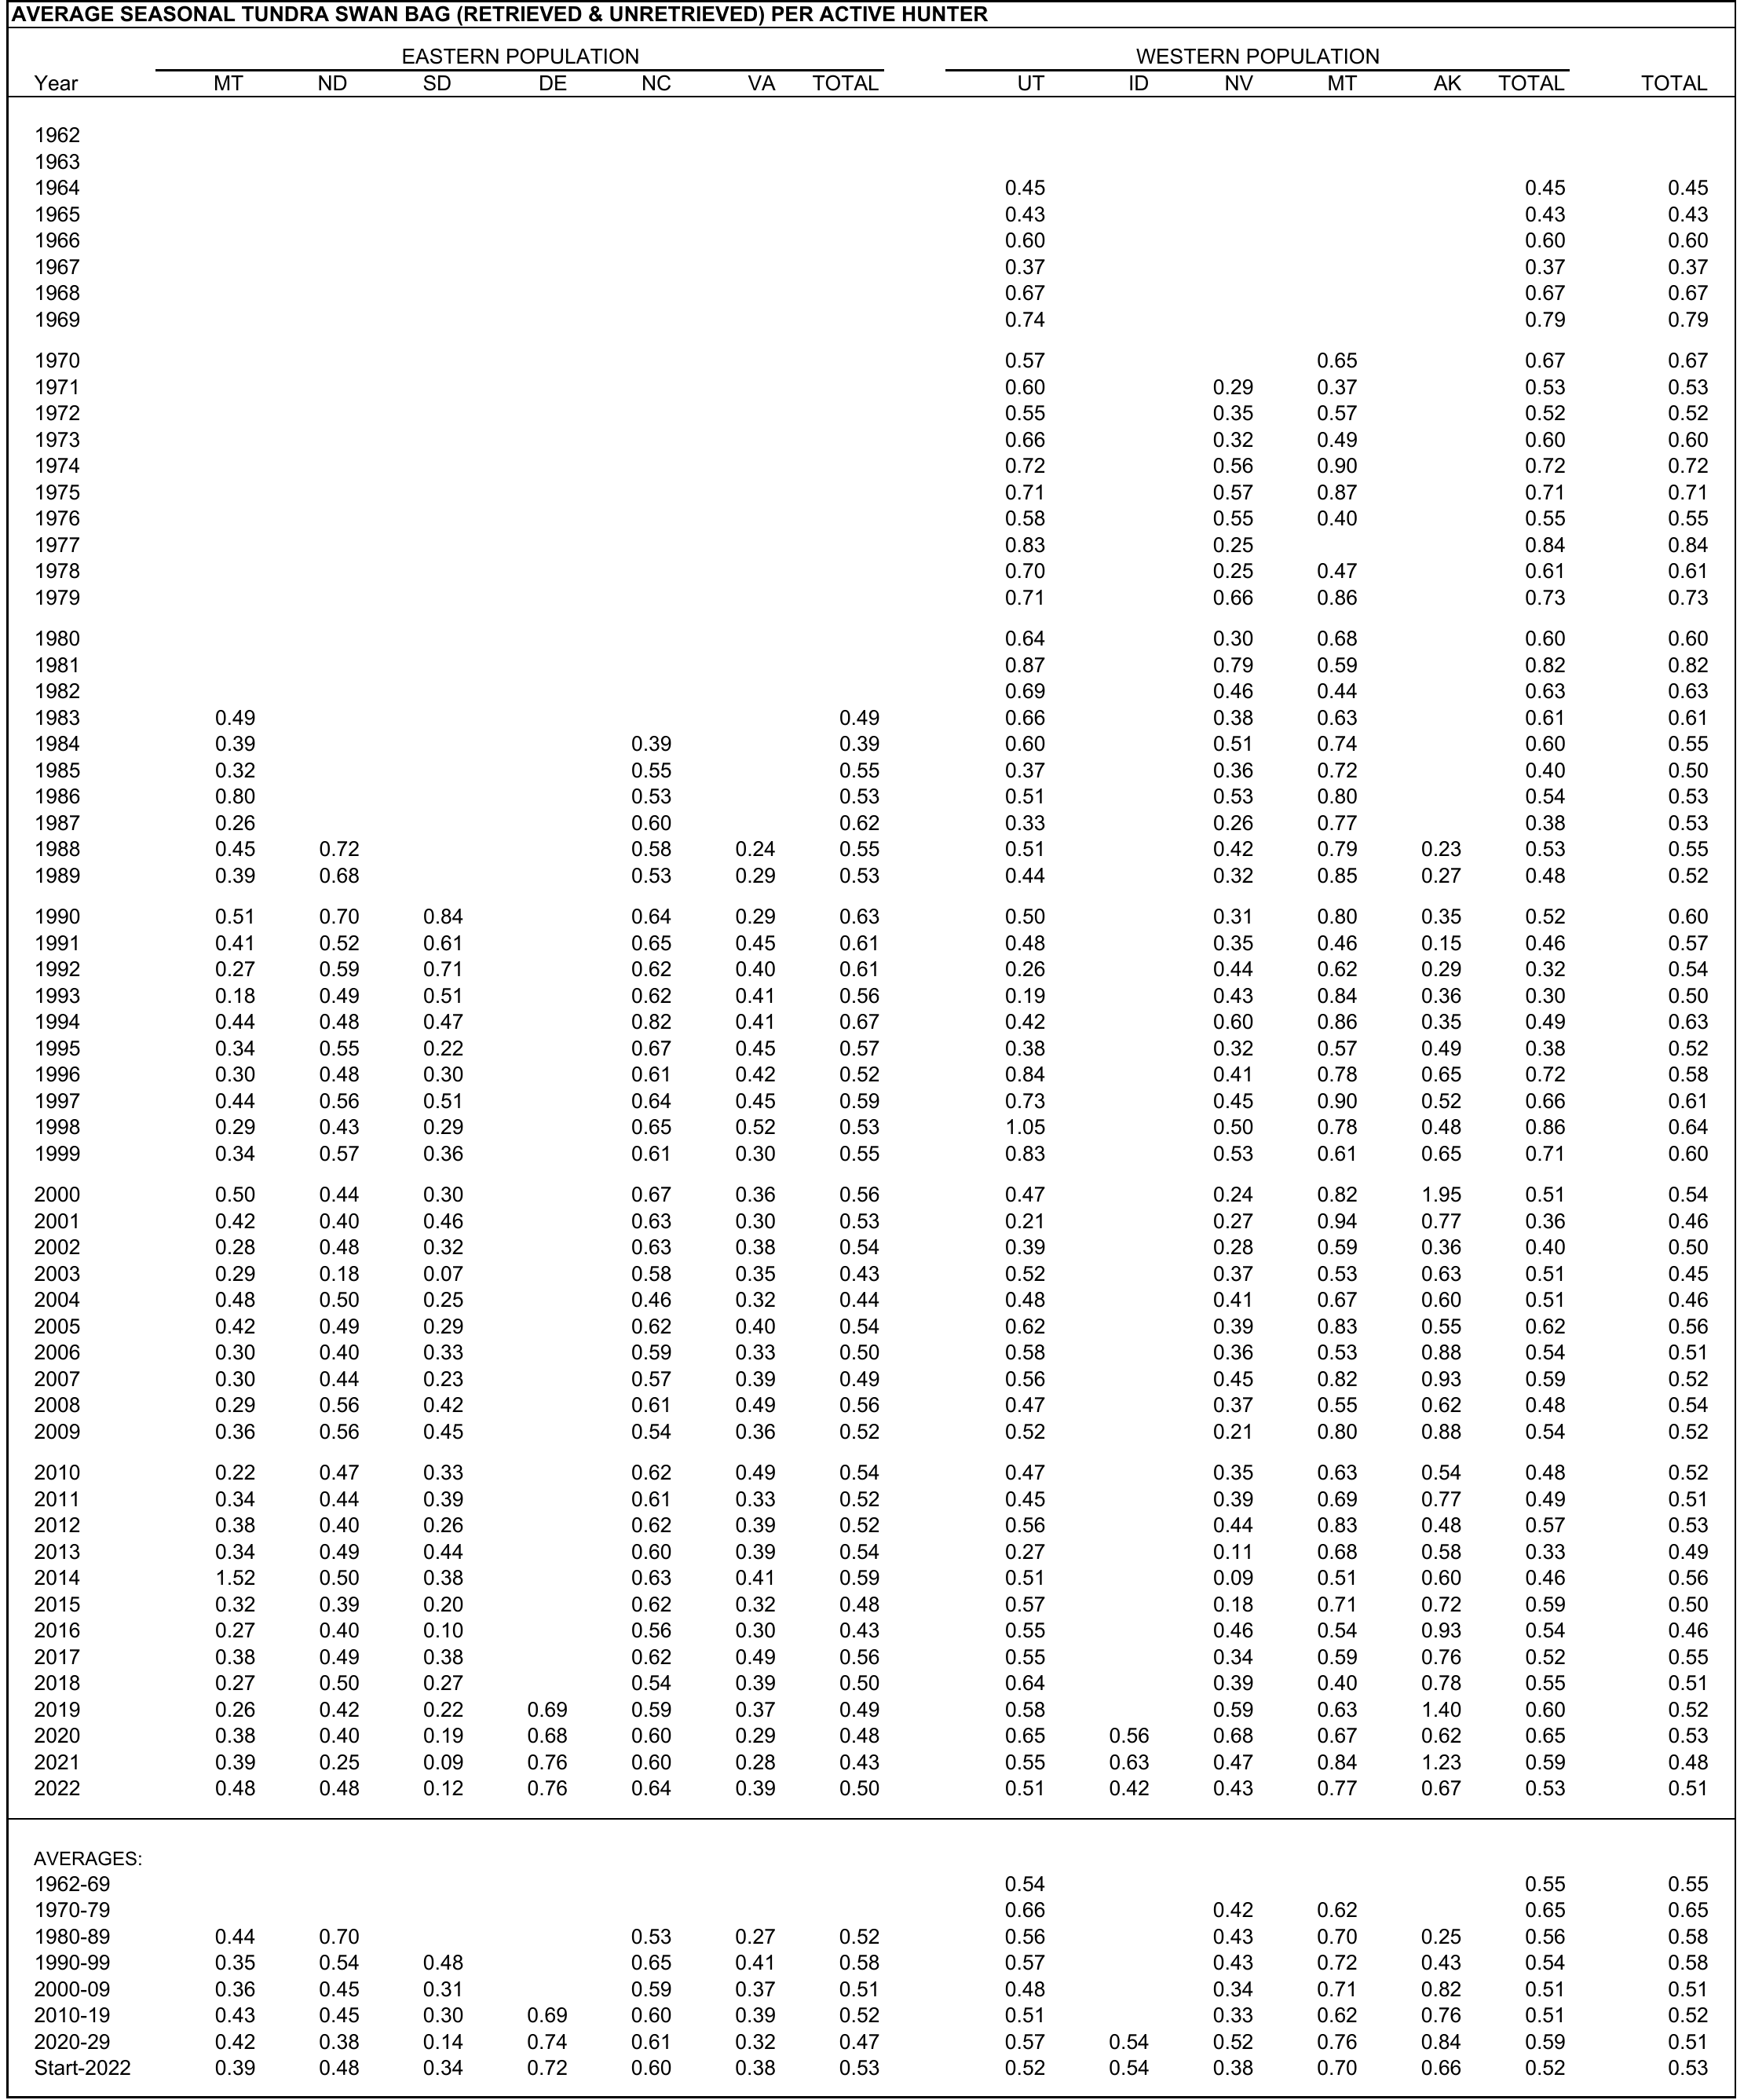 AVERAGE SEASONAL TUNDRA SWAN BAG (RETRIEVED & UNRETRIEVED) PER ACTIVE HUNTER
EASTERN POPULATION WESTERN POPULATION
Year MT ND SD DE NC VA TOTAL UT ID NV MT AK TOTAL TOTAL
1962
1963
1964 0.45 0.45 0.45
1965 0.43 0.43 0.43
1966 0.60 0.60 0.60
1967 0.37 0.37 0.37
1968 0.67 0.67 0.67
1969 0.74 0.79 0.79
1970 0.57 0.65 0.67 0.67
1971 0.60 0.29 0.37 0.53 0.53
1972 0.55 0.35 0.57 0.52 0.52
1973 0.66 0.32 0.49 0.60 0.60
1974 0.72 0.56 0.90 0.72 0.72
1975 0.71 0.57 0.87 0.71 0.71
1976 0.58 0.55 0.40 0.55 0.55
1977 0.83 0.25 0.84 0.84
1978 0.70 0.25 0.47 0.61 0.61
1979 0.71 0.66 0.86 0.73 0.73
1980 0.64 0.30 0.68 0.60 0.60
1981 0.87 0.79 0.59 0.82 0.82
1982 0.69 0.46 0.44 0.63 0.63
1983 0.49 0.49 0.66 0.38 0.63 0.61 0.61
1984 0.39 0.39 0.39 0.60 0.51 0.74 0.60 0.55
1985 0.32 0.55 0.55 0.37 0.36 0.72 0.40 0.50
1986 0.80 0.53 0.53 0.51 0.53 0.80 0.54 0.53
1987 0.26 0.60 0.62 0.33 0.26 0.77 0.38 0.53
1988 0.45 0.72 0.58 0.24 0.55 0.51 0.42 0.79 0.23 0.53 0.55
1989 0.39 0.68 0.53 0.29 0.53 0.44 0.32 0.85 0.27 0.48 0.52
1990 0.51 0.70 0.84 0.64 0.29 0.63 0.50 0.31 0.80 0.35 0.52 0.60
1991 0.41 0.52 0.61 0.65 0.45 0.61 0.48 0.35 0.46 0.15 0.46 0.57
1992 0.27 0.59 0.71 0.62 0.40 0.61 0.26 0.44 0.62 0.29 0.32 0.54
1993 0.18 0.49 0.51 0.62 0.41 0.56 0.19 0.43 0.84 0.36 0.30 0.50
1994 0.44 0.48 0.47 0.82 0.41 0.67 0.42 0.60 0.86 0.35 0.49 0.63
1995 0.34 0.55 0.22 0.67 0.45 0.57 0.38 0.32 0.57 0.49 0.38 0.52
1996 0.30 0.48 0.30 0.61 0.42 0.52 0.84 0.41 0.78 0.65 0.72 0.58
1997 0.44 0.56 0.51 0.64 0.45 0.59 0.73 0.45 0.90 0.52 0.66 0.61
1998 0.29 0.43 0.29 0.65 0.52 0.53 1.05 0.50 0.78 0.48 0.86 0.64
1999 0.34 0.57 0.36 0.61 0.30 0.55 0.83 0.53 0.61 0.65 0.71 0.60
2000 0.50 0.44 0.30 0.67 0.36 0.56 0.47 0.24 0.82 1.95 0.51 0.54
2001 0.42 0.40 0.46 0.63 0.30 0.53 0.21 0.27 0.94 0.77 0.36 0.46
2002 0.28 0.48 0.32 0.63 0.38 0.54 0.39 0.28 0.59 0.36 0.40 0.50
2003 0.29 0.18 0.07 0.58 0.35 0.43 0.52 0.37 0.53 0.63 0.51 0.45
2004 0.48 0.50 0.25 0.46 0.32 0.44 0.48 0.41 0.67 0.60 0.51 0.46
2005 0.42 0.49 0.29 0.62 0.40 0.54 0.62 0.39 0.83 0.55 0.62 0.56
2006 0.30 0.40 0.33 0.59 0.33 0.50 0.58 0.36 0.53 0.88 0.54 0.51
2007 0.30 0.44 0.23 0.57 0.39 0.49 0.56 0.45 0.82 0.93 0.59 0.52
2008 0.29 0.56 0.42 0.61 0.49 0.56 0.47 0.37 0.55 0.62 0.48 0.54
2009 0.36 0.56 0.45 0.54 0.36 0.52 0.52 0.21 0.80 0.88 0.54 0.52
2010 0.22 0.47 0.33 0.62 0.49 0.54 0.47 0.35 0.63 0.54 0.48 0.52
2011 0.34 0.44 0.39 0.61 0.33 0.52 0.45 0.39 0.69 0.77 0.49 0.51
2012 0.38 0.40 0.26 0.62 0.39 0.52 0.56 0.44 0.83 0.48 0.57 0.53
2013 0.34 0.49 0.44 0.60 0.39 0.54 0.27 0.11 0.68 0.58 0.33 0.49
2014 1.52 0.50 0.38 0.63 0.41 0.59 0.51 0.09 0.51 0.60 0.46 0.56
2015 0.32 0.39 0.20 0.62 0.32 0.48 0.57 0.18 0.71 0.72 0.59 0.50
2016 0.27 0.40 0.10 0.56 0.30 0.43 0.55 0.46 0.54 0.93 0.54 0.46
2017 0.38 0.49 0.38 0.62 0.49 0.56 0.55 0.34 0.59 0.76 0.52 0.55
2018 0.27 0.50 0.27 0.54 0.39 0.50 0.64 0.39 0.40 0.78 0.55 0.51
2019 0.26 0.42 0.22 0.69 0.59 0.37 0.49 0.58 0.59 0.63 1.40 0.60 0.52
2020 0.38 0.40 0.19 0.68 0.60 0.29 0.48 0.65 0.56 0.68 0.67 0.62 0.65 0.53
2021 0.39 0.25 0.09 0.76 0.60 0.28 0.43 0.55 0.63 0.47 0.84 1.23 0.59 0.48
2022 0.48 0.48 0.12 0.76 0.64 0.39 0.50 0.51 0.42 0.43 0.77 0.67 0.53 0.51
AVERAGES:
1962-69 0.54 0.55 0.55
1970-79 0.66 0.42 0.62 0.65 0.65
1980-89 0.44 0.70 0.53 0.27 0.52 0.56 0.43 0.70 0.25 0.56 0.58
1990-99 0.35 0.54 0.48 0.65 0.41 0.58 0.57 0.43 0.72 0.43 0.54 0.58
2000-09 0.36 0.45 0.31 0.59 0.37 0.51 0.48 0.34 0.71 0.82 0.51 0.51
2010-19 0.43 0.45 0.30 0.69 0.60 0.39 0.52 0.51 0.33 0.62 0.76 0.51 0.52
2020-29 0.42 0.38 0.14 0.74 0.61 0.32 0.47 0.57 0.54 0.52 0.76 0.84 0.59 0.51
Start-2022 0.39 0.48 0.34 0.72 0.60 0.38 0.53 0.52 0.54 0.38 0.70 0.66 0.52 0.53